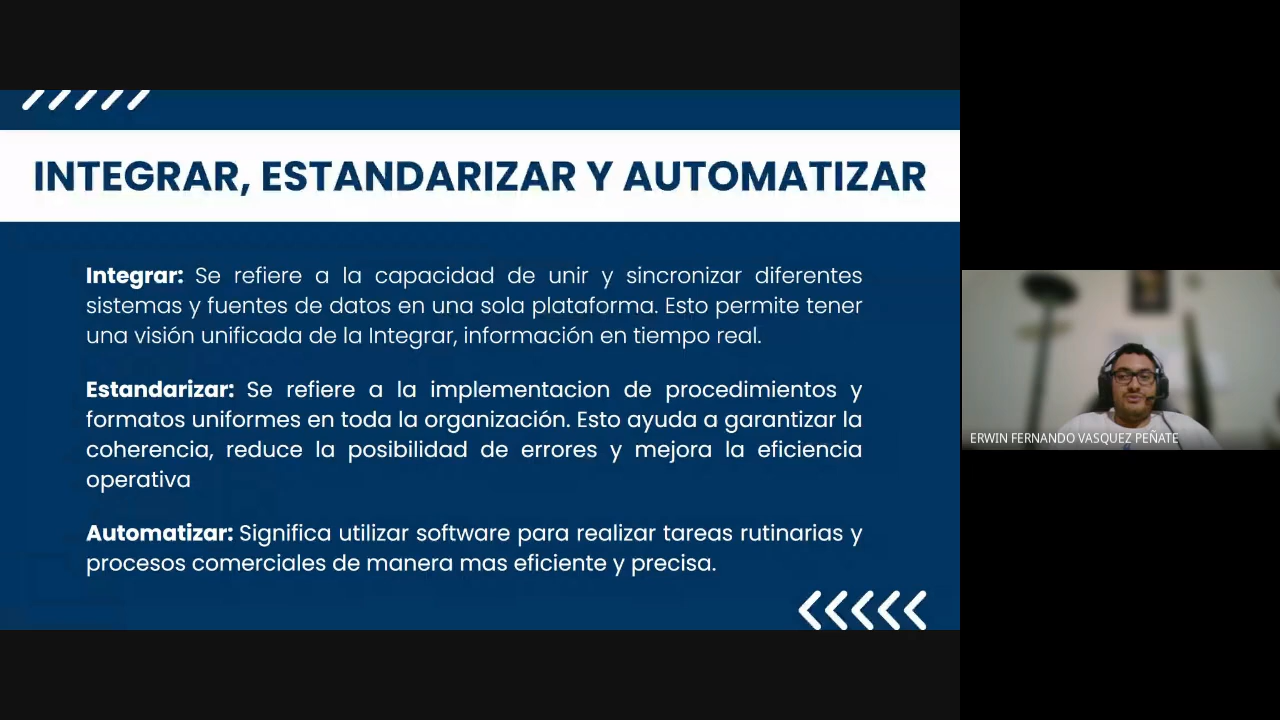 INTEGRAR, ESTANDARIZAR Y AUTOMATIZAR
Integrar: Se refiere a la capacidad de unir y sincronizar diferentes
sistemas y fuentes de datos en una sola plataforma. Esto permite tener
una visión unificada de la Integrar, información en tiempo real.
Estandarizar: Se refiere a la implementacion de procedimientos y
formatos uniformes en toda la organización. Esto ayuda a garantizar la
coherencia, reduce la posibilidad de errores y mejora la eficiencia
operativa
Automatizar: Significa utilizar software para realizar tareas rutinarias y
procesos comerciales de manera mas eficiente y precisa.
ERWIN FERNANDO VASQUEZ PEÑATE